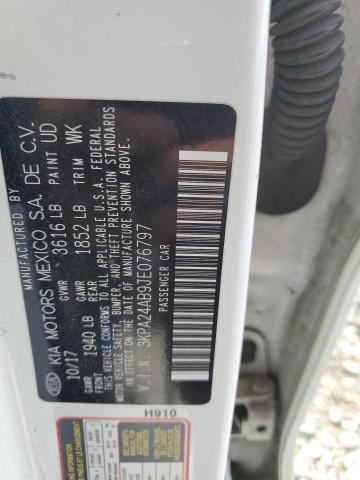 MANUFACTURED BY
KIA MOTORS MEXICO S.A. DE C.V.
10/17 GVWR 3616 LB PAINT UD
GAWR FRONT 1940 LB GAWR REAR 1852 LB TRIM WK
THIS VEHICLE CONFORMS TO ALL APPLICABLE U.S.A. FEDERAL
MOTOR VEHICLE SAFETY, BUMPER, AND THEFT PREVENTION STANDARDS
IN EFFECT ON THE DATE OF MANUFACTURE SHOWN ABOVE.
V.I.N. 3KPA24AB9JE076797
PASSENGER CAR
H910